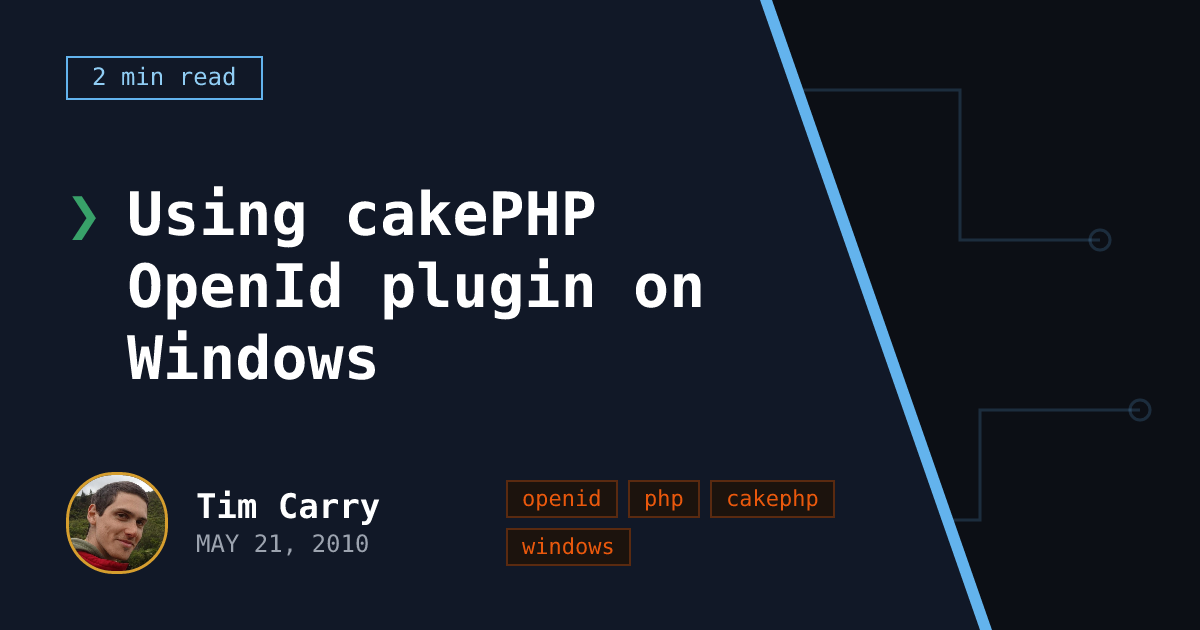 2 min read
❯ Using cakePHP
OpenId plugin on
Windows
Tim Carry
MAY 21, 2010
openid php cakephp
windows